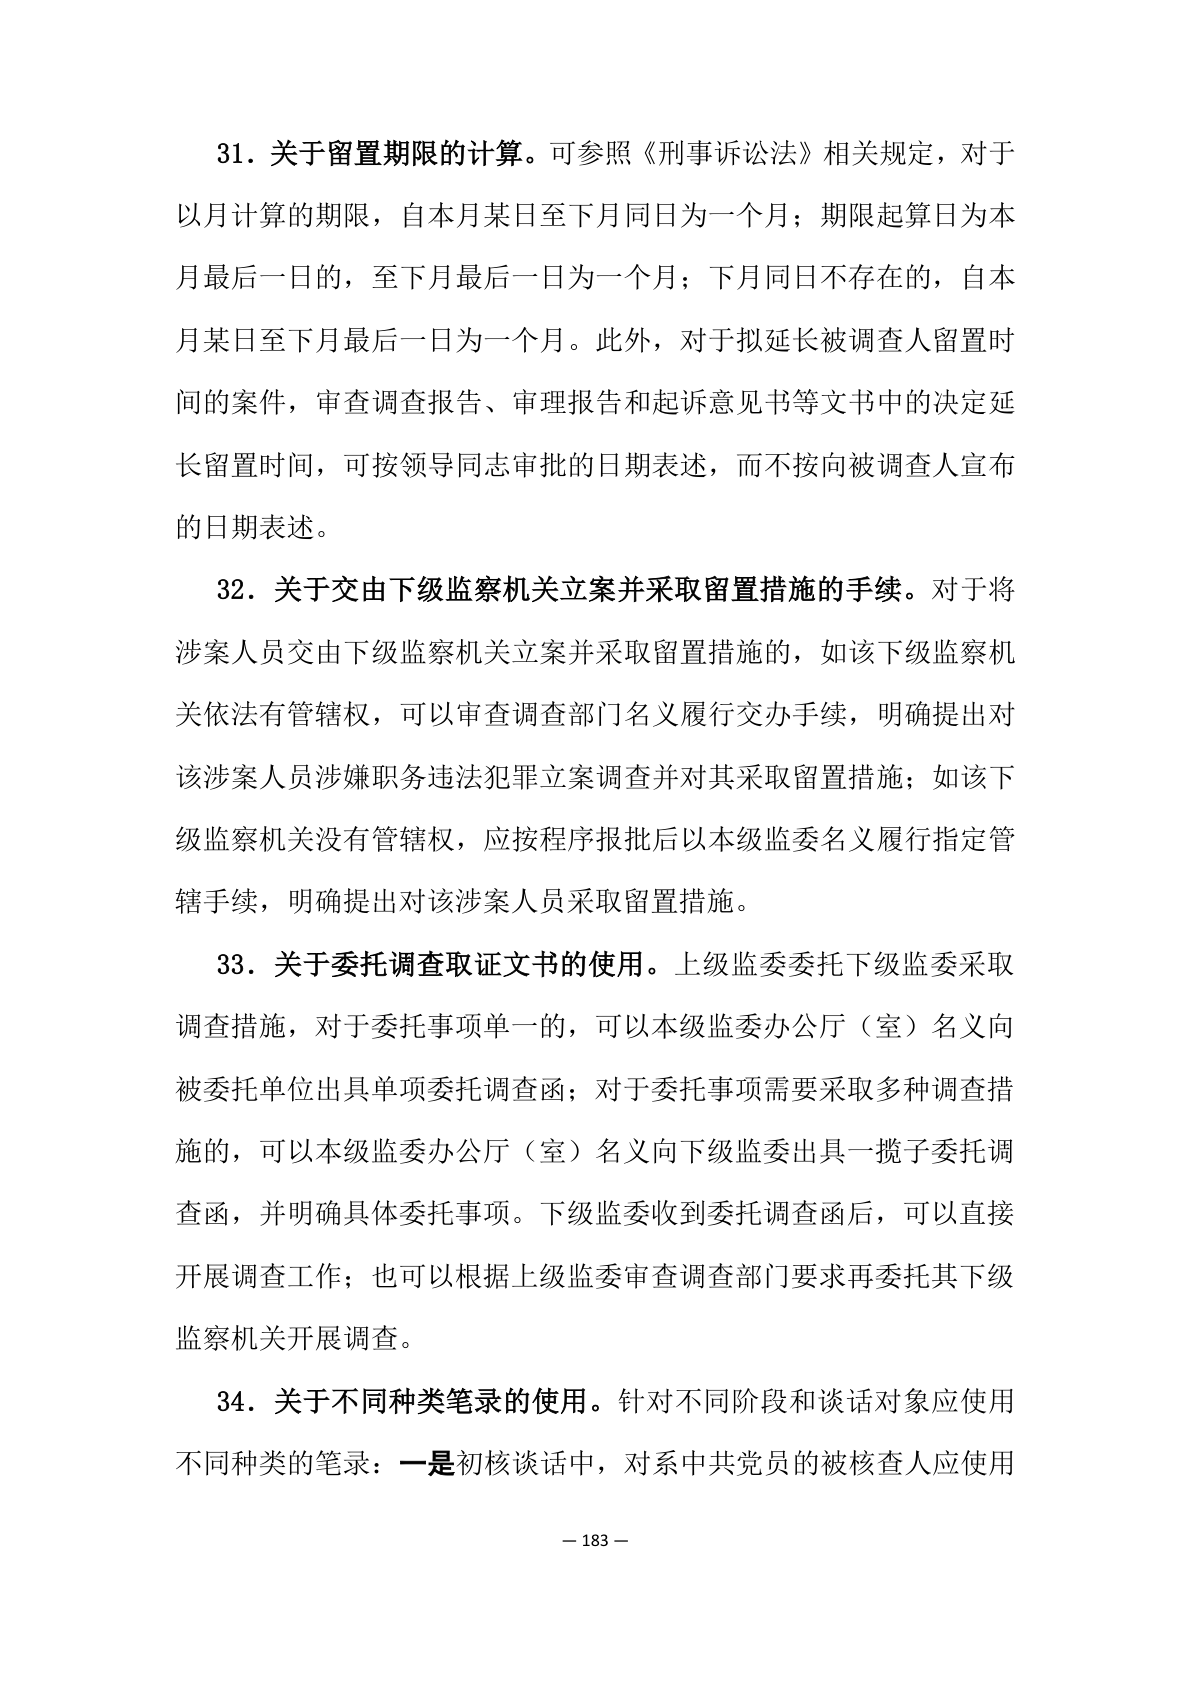 31．关于留置期限的计算。可参照《刑事诉讼法》相关规定，对于
以月计算的期限，自本月某日至下月同日为一个月；期限起算日为本
月最后一日的，至下月最后一日为一个月；下月同日不存在的，自本
月某日至下月最后一日为一个月。此外，对于拟延长被调查人留置时
间的案件，审查调查报告、审理报告和起诉意见书等文书中的决定延
长留置时间，可按领导同志审批的日期表述，而不按向被调查人宣布
的日期表述。
32．关于交由下级监察机关立案并采取留置措施的手续。对于将
涉案人员交由下级监察机关立案并采取留置措施的，如该下级监察机
关依法有管辖权，可以审查调查部门名义履行交办手续，明确提出对
该涉案人员涉嫌职务违法犯罪立案调查并对其采取留置措施；如该下
级监察机关没有管辖权，应按程序报批后以本级监委名义履行指定管
辖手续，明确提出对该涉案人员采取留置措施。
33．关于委托调查取证文书的使用。上级监委委托下级监委采取
调查措施，对于委托事项单一的，可以本级监委办公厅（室）名义向
被委托单位出具单项委托调查函；对于委托事项需要采取多种调查措
施的，可以本级监委办公厅（室）名义向下级监委出具一揽子委托调
查函，并明确具体委托事项。下级监委收到委托调查函后，可以直接
开展调查工作；也可以根据上级监委审查调查部门要求再委托其下级
监察机关开展调查。
34．关于不同种类笔录的使用。针对不同阶段和谈话对象应使用
不同种类的笔录：一是初核谈话中，对系中共党员的被核查人应使用
— 183 —